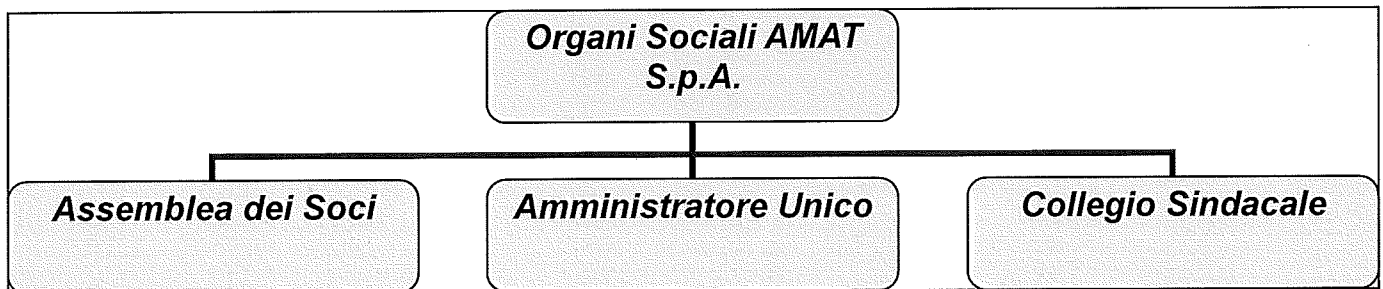 Organi Sociali AMAT
S.p.A.
Assemblea dei Soci
Amministratore Unico
Collegio Sindacale